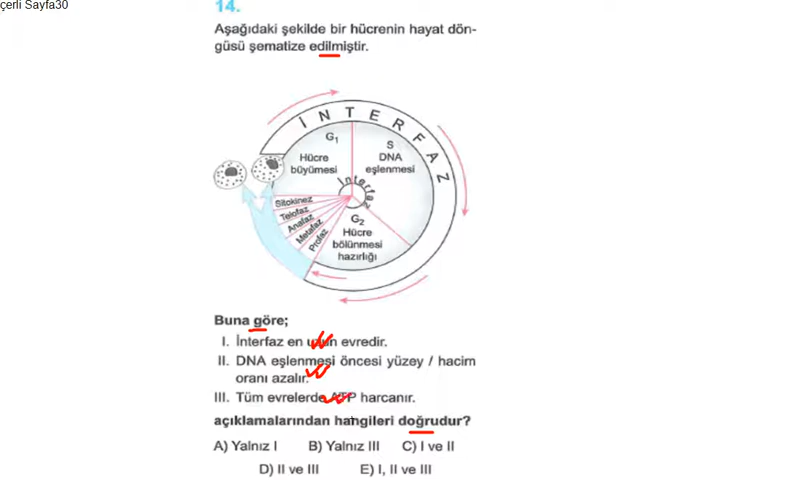 çerli Sayfa30
14.
Aşağıdaki şekilde bir hücrenin hayat dön-
güsü şematize edilmiştir.
İNTERFAZ
G1
Hücre
büyümesi
S
DNA
eşlenmesi
İnterfaz
Sitokinez
Telofaz
Anafaz
Metafaz
Profaz
G2
Hücre
bölünmesi
hazırlığı
Buna göre;
I. İnterfaz en uzun evredir.
II. DNA eşlenmesi öncesi yüzey / hacim
oranı azalır.
III. Tüm evrelerde ATP harcanır.
açıklamalarından hangileri doğrudur?
A) Yalnız I B) Yalnız III C) I ve II
D) II ve III E) I, II ve III